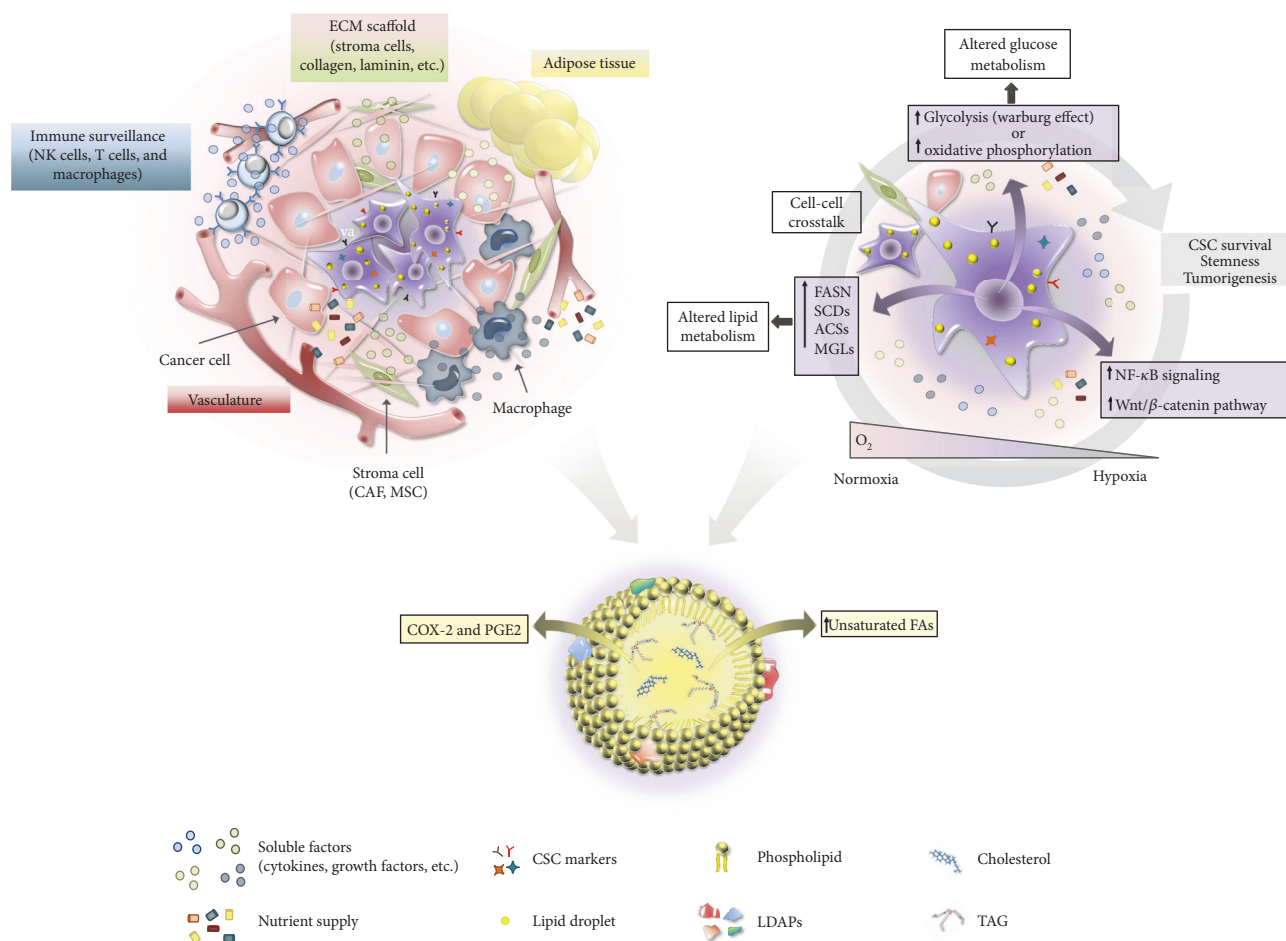 ECM scaffold
(stroma cells,
collagen, laminin, etc.)
Adipose tissue
Immune surveillance
(NK cells, T cells, and
macrophages)
va
Cancer cell
Vasculature
Macrophage
Stroma cell
(CAF, MSC)
Altered glucose
metabolism
Glycolysis (warburg effect)
or
oxidative phosphorylation
Cell-cell
crosstalk
CSC survival
Stemness
Tumorigenesis
FASN
SCDs
ACSs
MGLs
Altered lipid
metabolism
NF-κB signaling
Wnt/β-catenin pathway
O₂
Normoxia
Hypoxia
COX-2 and PGE2
Unsaturated FAs
Soluble factors
(cytokines, growth factors, etc.)
CSC markers
Phospholipid
Cholesterol
Nutrient supply
Lipid droplet
LDAPs
TAG